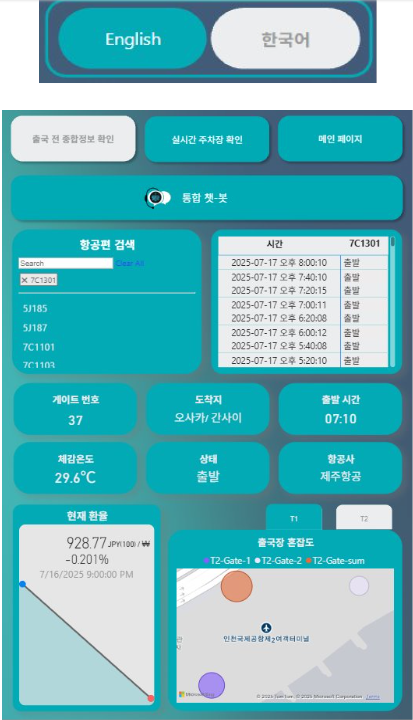 English
한국어
출국 전 종합정보 확인
실시간 주차장 확인
메인 페이지
통합 챗-봇
항공편 검색
Search
Clear All
× 7C1301
5J185
5J187
7C1101
7C1103
시간 7C1301
2025-07-17 오후 8:00:10 출발
2025-07-17 오후 7:40:10 출발
2025-07-17 오후 7:20:15 출발
2025-07-17 오후 7:00:11 출발
2025-07-17 오후 6:20:08 출발
2025-07-17 오후 6:00:12 출발
2025-07-17 오후 5:40:08 출발
2025-07-17 오후 5:20:10 출발
게이트 번호
37
도착지
오사카/ 간사이
출발 시간
07:10
체감온도
29.6℃
상태
출발
항공사
제주항공
현재 환율
928.77 JPY(100) / ₩
-0.201%
7/16/2025 9:00:00 PM
T1
T2
출국장 혼잡도
T2-Gate-1 T2-Gate-2 T2-Gate-sum
인천국제공항제2여객터미널
© 2025 TomTom, © 2025 Microsoft Corporation, Terms